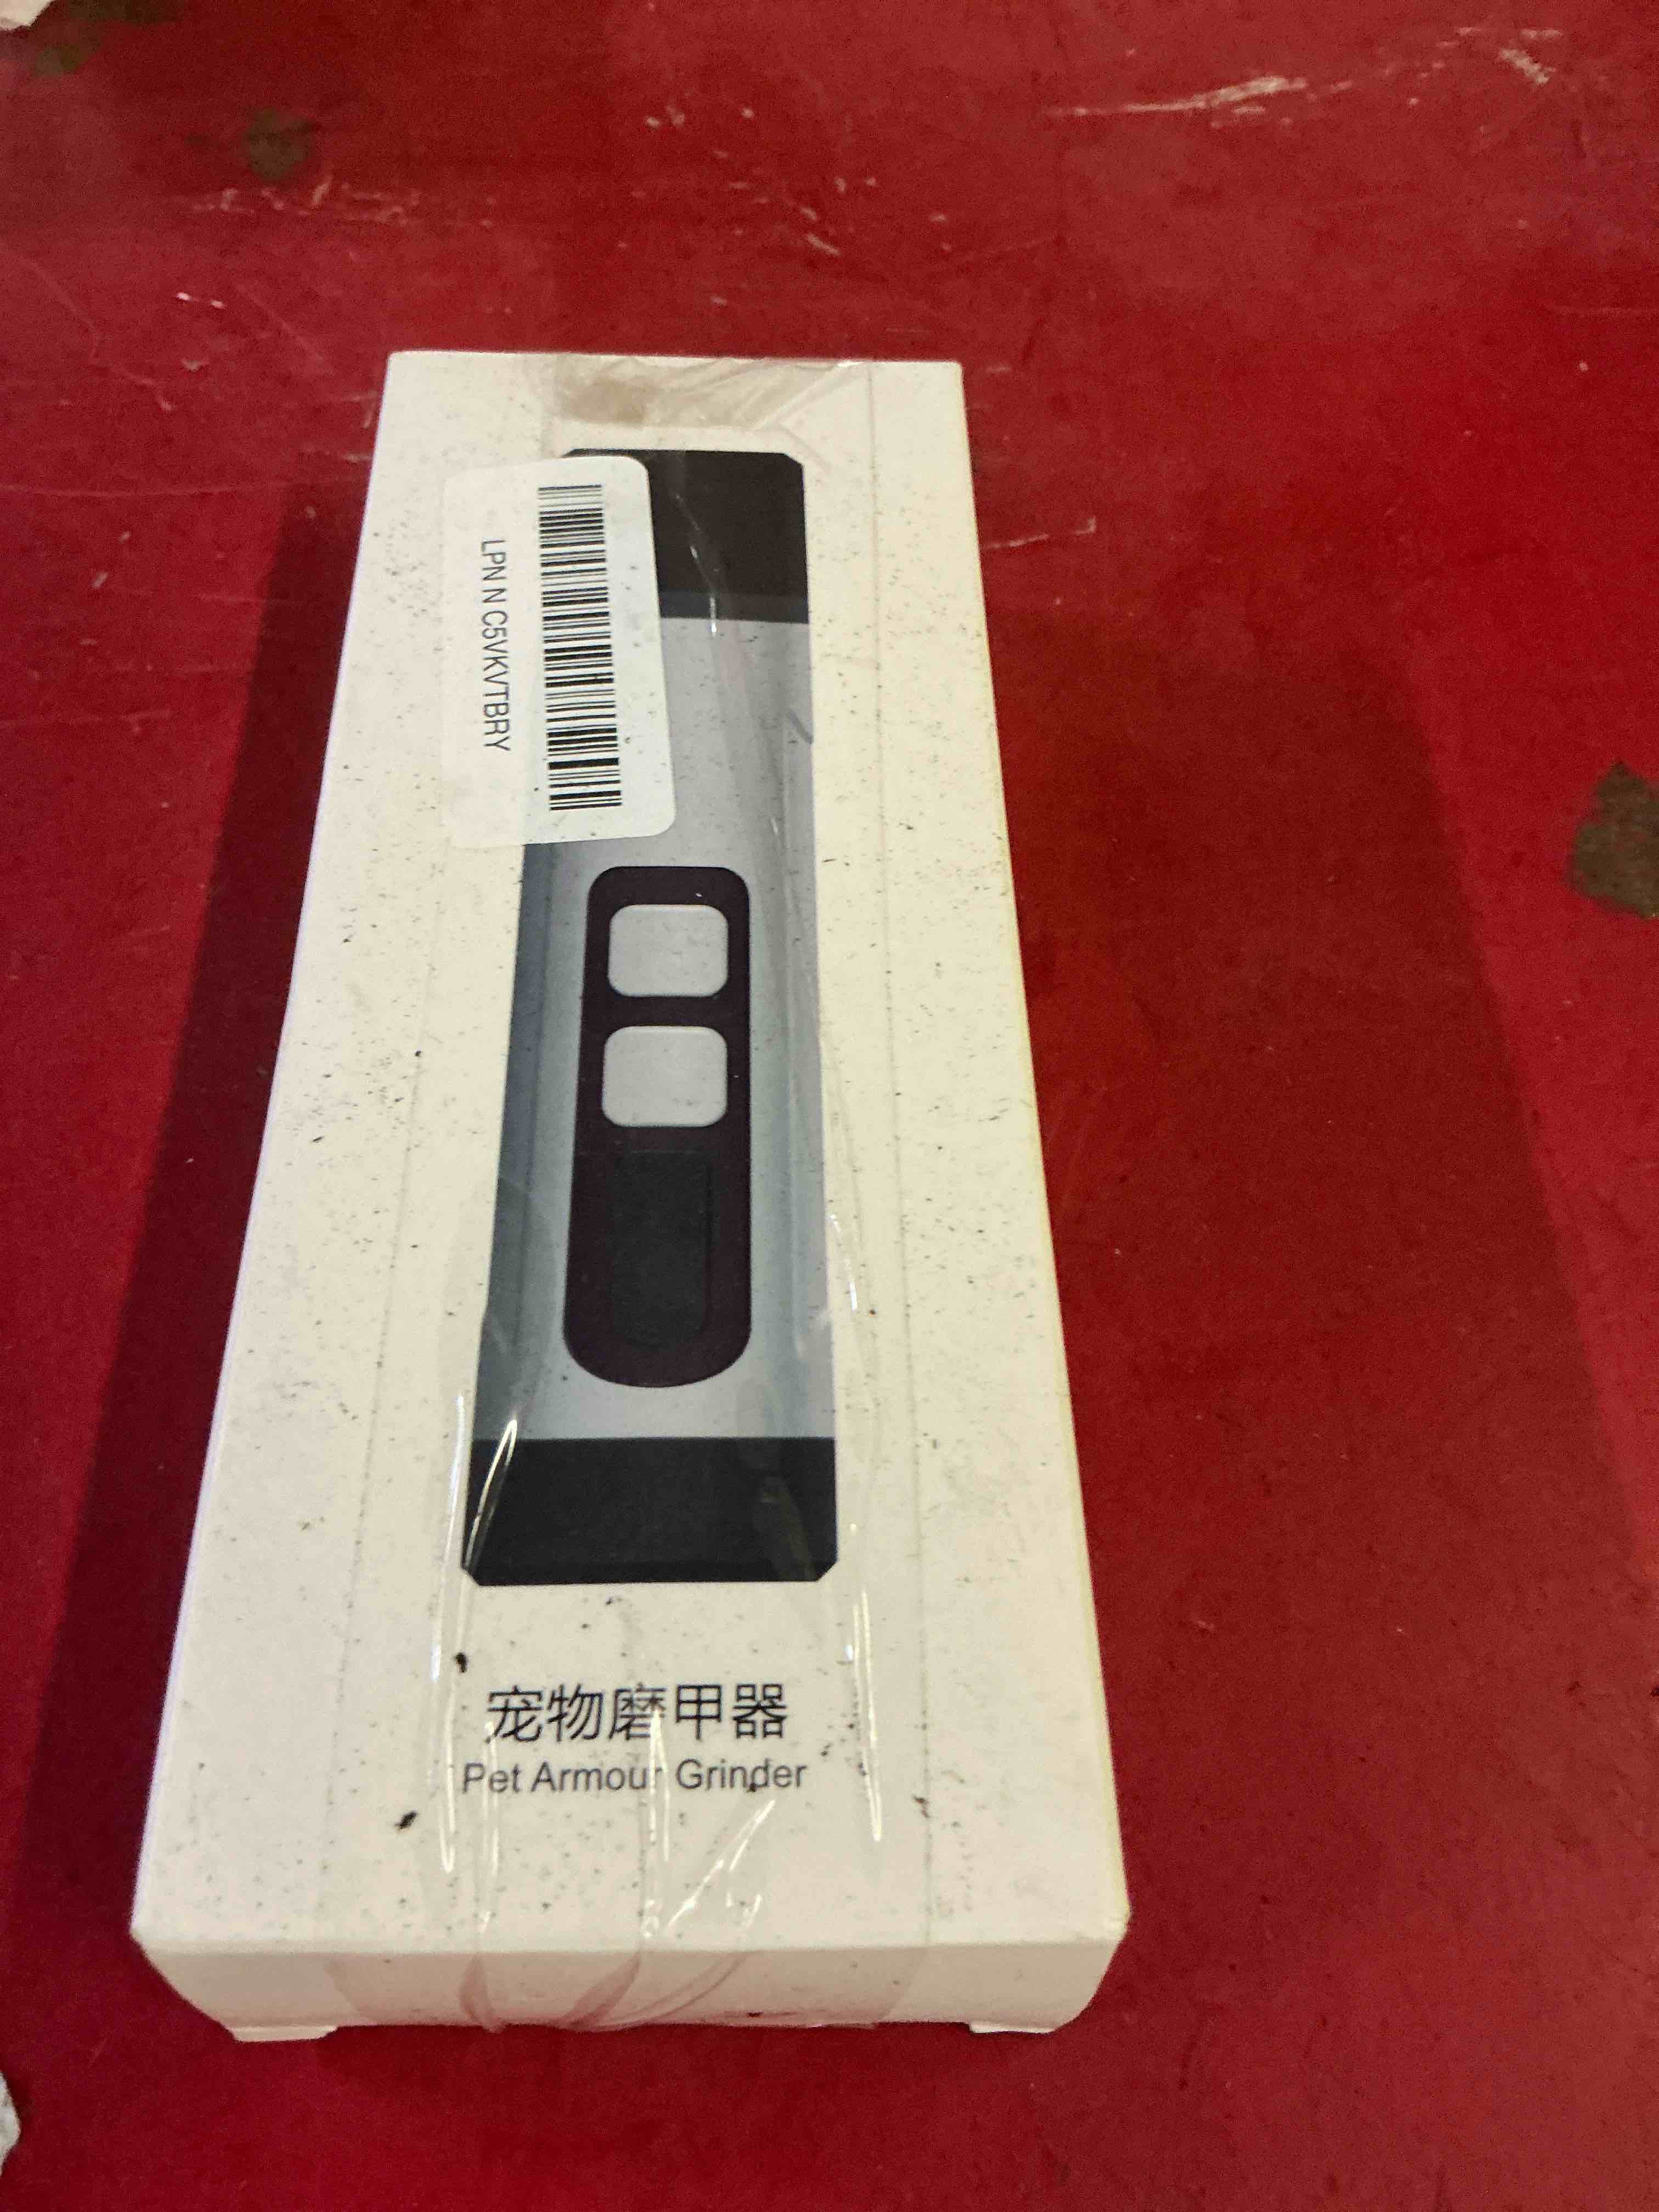 LPN N C5VKVTBRY
宠物磨甲器
Pet Armour Grinder